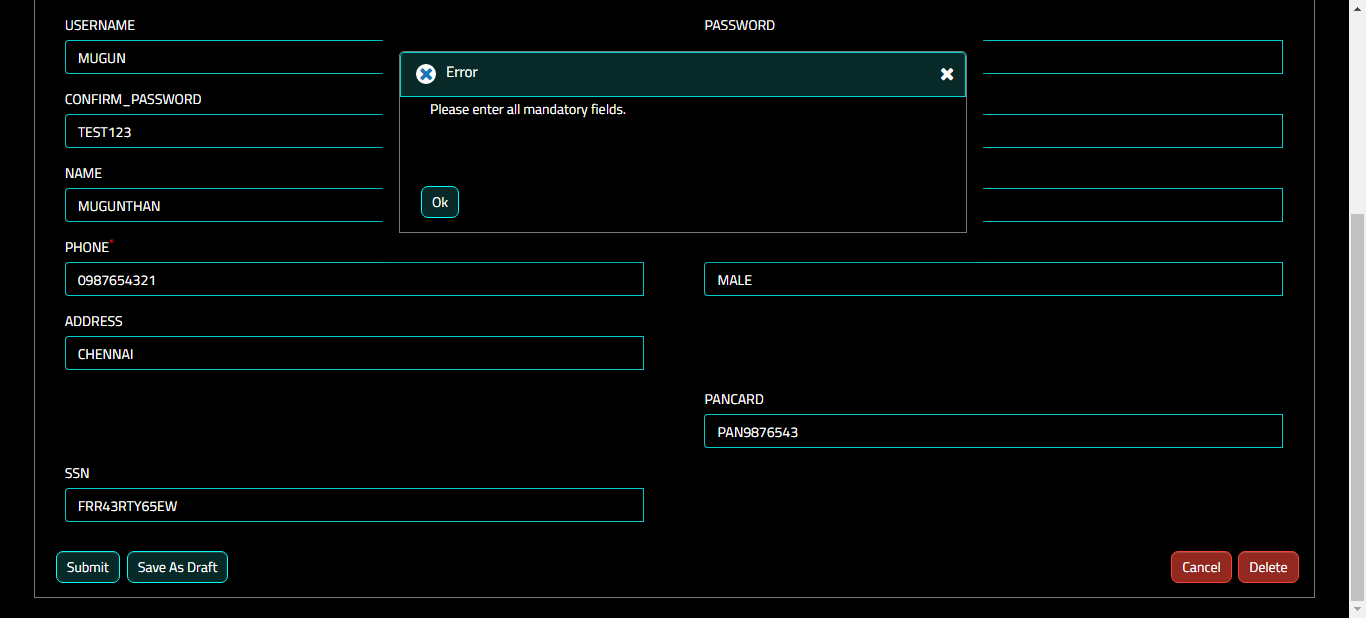 USERNAME
PASSWORD
MUGUN
Error
Please enter all mandatory fields.
Ok
CONFIRM_PASSWORD
TEST123
NAME
MUGUNTHAN
PHONE*
0987654321
MALE
ADDRESS
CHENNAI
PANCARD
PAN9876543
SSN
FRR43RTY65EW
Submit
Save As Draft
Cancel
Delete